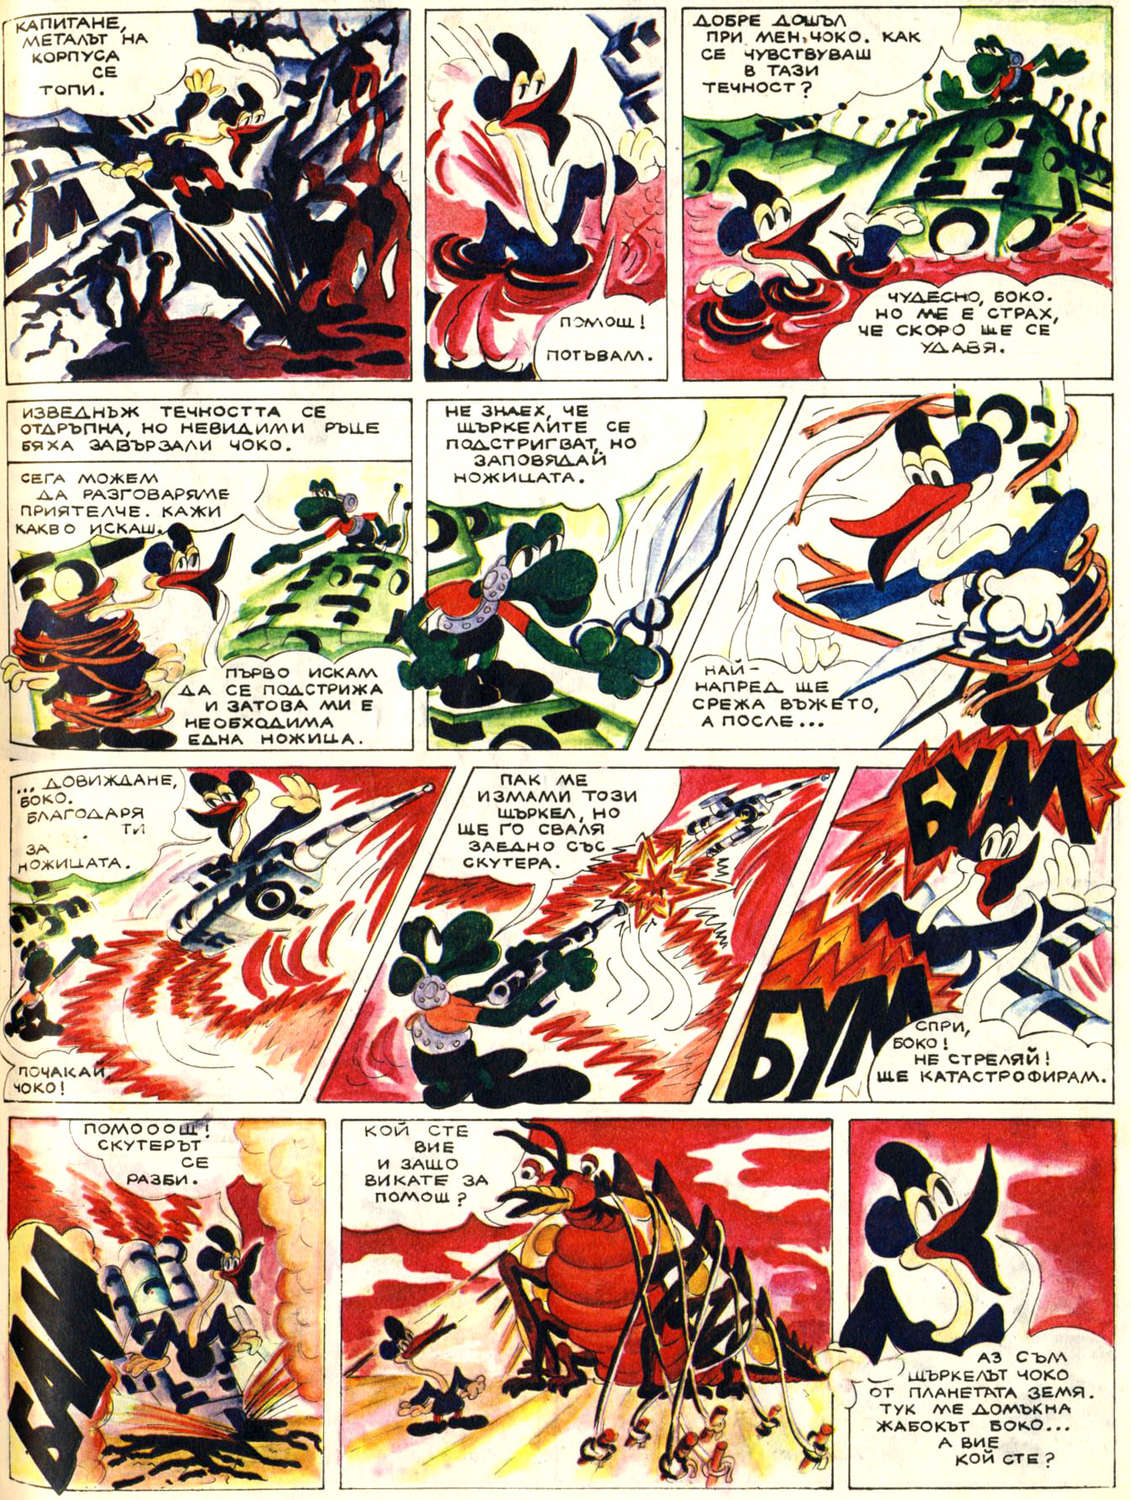 КАПИТАНЕ,
МЕТАЛЪТ НА
КОРПУСА
СЕ
ТОПИ.
ПОМОЩ!
ПОТЪВАМ.
ДОБРЕ ДОШЪЛ
ПРИ МЕН, ЧОКО. КАК
СЕ ЧУВСТВУВАШ
В ТАЗИ
ТЕЧНОСТ?
ЧУДЕСНО, БОКО.
НО МЕ Е СТРАХ,
ЧЕ СКОРО ЩЕ СЕ
УДАВЯ.
ИЗВЕДНЪЖ ТЕЧНОСТТА СЕ
ОТДРЪПНА, НО НЕВИДИМИ РЪЦЕ
БЯХА ЗАВЪРЗАЛИ ЧОКО.
СЕГА МОЖЕМ
ДА РАЗГОВАРЯМЕ
ПРИЯТЕЛЧЕ. КАЖИ
КАКВО ИСКАШ.
ПЪРВО ИСКАМ
ДА СЕ ПОДСТРИЖА
И ЗАТОВА МИ Е
НЕОБХОДИМА
ЕДНА НОЖИЦА.
НЕ ЗНАЕХ, ЧЕ
ЩЪРКЕЛИТЕ СЕ
ПОДСТРИГВАТ, НО
ЗАПОВЯДАЙ
НОЖИЦАТА.
НАЙ-
НАПРЕД ЩЕ
СРЕЖА ВЪЖЕТО,
А ПОСЛЕ...
... ДОВИЖДАНЕ,
БОКО.
БЛАГОДАРЯ
ТИ
ЗА
НОЖИЦАТА.
ПОЧАКАЙ,
ЧОКО!
ПАК МЕ
ИЗМАМИ ТОЗИ
ЩЪРКЕЛ, НО
ЩЕ ГО СВАЛЯ
ЗАЕДНО СЪС
СКУТЕРА.
БУМ
БУМ
СПРИ,
БОКО!
НЕ СТРЕЛЯЙ!
ЩЕ КАТАСТРОФИРАМ.
ПОМОООЩ!
СКУТЕРЪТ
СЕ
РАЗБИ.
БАМ
КОЙ СТЕ
ВИЕ
И ЗАЩО
ВИКАТЕ ЗА
ПОМОЩ?
АЗ СЪМ
ЩЪРКЕЛЪТ ЧОКО
ОТ ПЛАНЕТАТА ЗЕМЯ.
ТУК МЕ ДОМЪКНА
ЖАБОКЪТ БОКО...
А ВИЕ
КОЙ СТЕ?